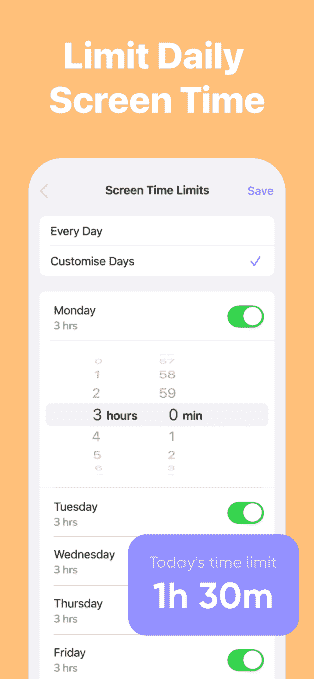 Limit Daily
Screen Time
Screen Time Limits Save
Every Day
Customise Days
Monday
3 hrs
0 57
1 58
2 59
3 hours 0 min
4 1
5 2
6 3
Tuesday
3 hrs
Wednesday
3 hrs
Today's time limit
1h 30m
Thursday
3 hrs
Friday
3 hrs